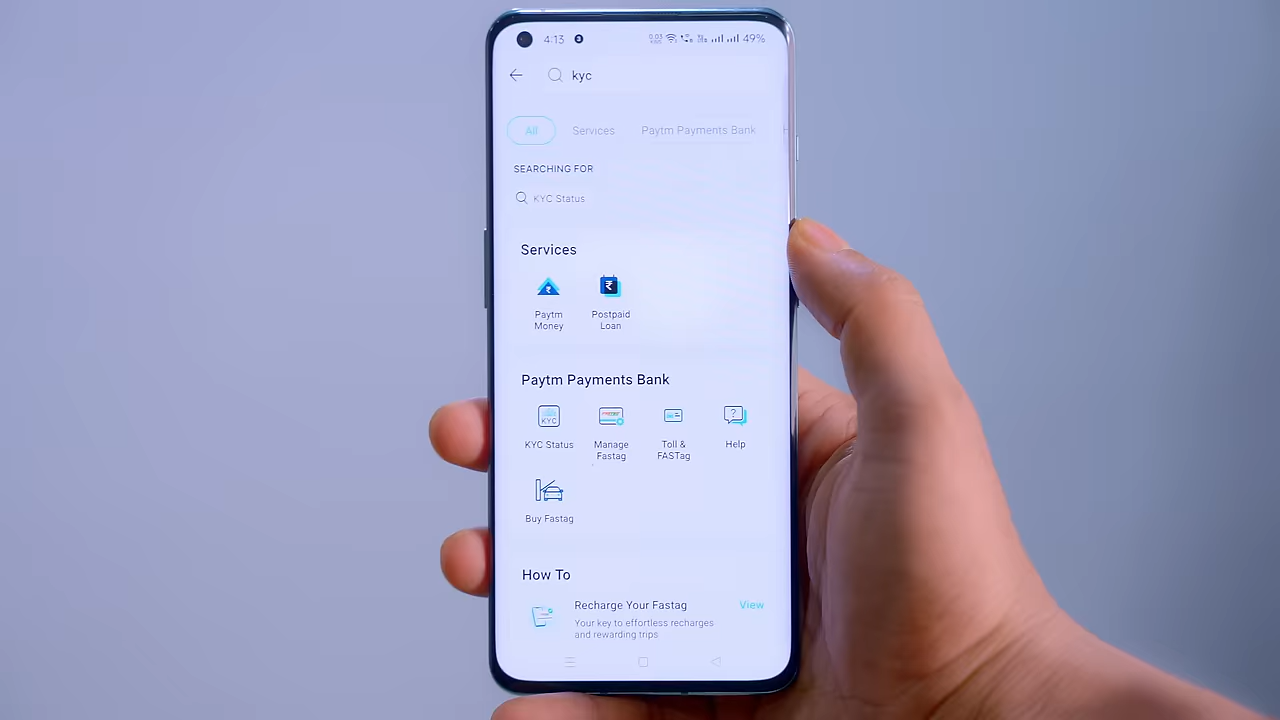 4:13
49%
kyc
All Services Paytm Payments Bank
SEARCHING FOR
KYC Status
Services
Paytm Money
Postpaid Loan
Paytm Payments Bank
KYC
KYC Status
Manage Fastag
Toll & FASTag
Help
Buy Fastag
How To
Recharge Your Fastag View
Your key to effortless recharges
and rewarding trips